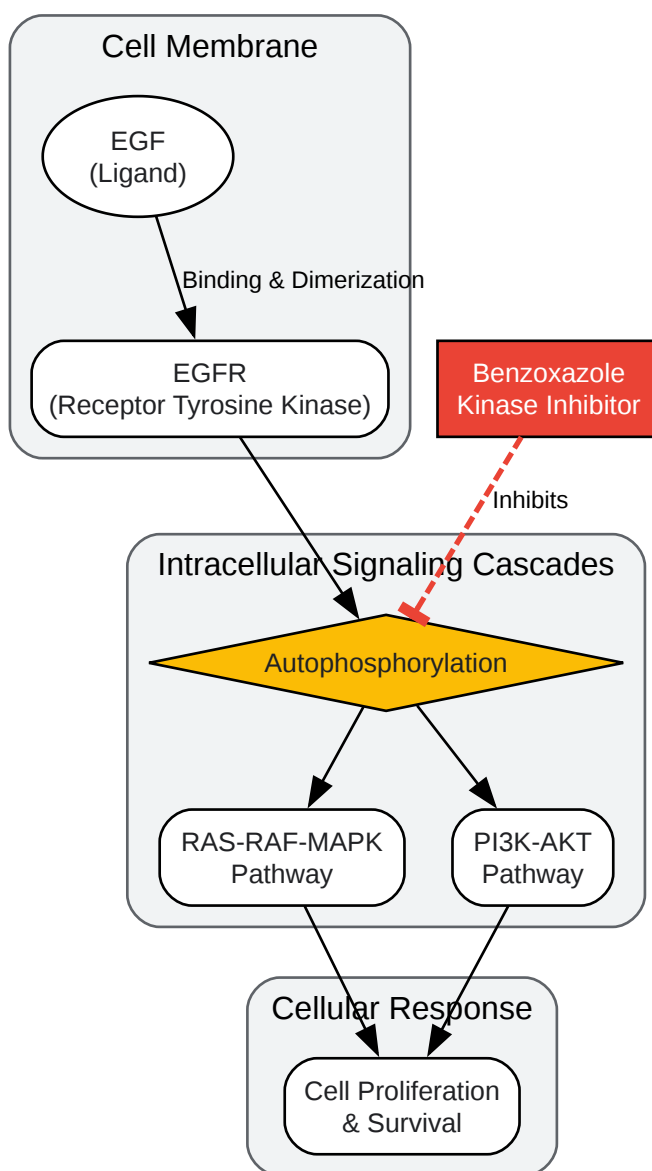 Cell Membrane
EGF
(Ligand)
Binding & Dimerization
EGFR
(Receptor Tyrosine Kinase)
Benzoxazole
Kinase Inhibitor
Inhibits
Intracellular Signaling Cascades
Autophosphorylation
RAS-RAF-MAPK
Pathway
PI3K-AKT
Pathway
Cellular Response
Cell Proliferation
& Survival